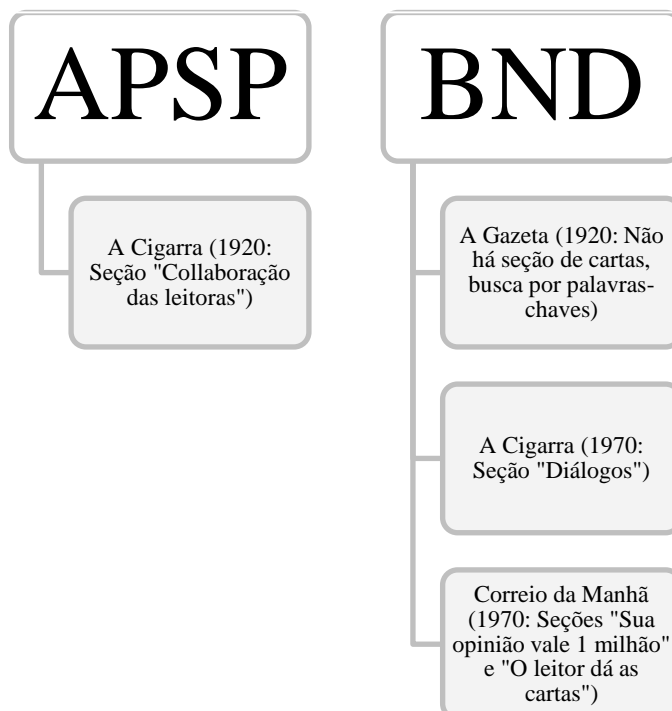 APSP
A Cigarra (1920:
Seção "Collaboração
das leitoras")
BND
A Gazeta (1920: Não
há seção de cartas,
busca por palavras-
chaves)
A Cigarra (1970:
Seção "Diálogos")
Correio da Manhã
(1970: Seções "Sua
opinião vale 1 milhão"
e "O leitor dá as
cartas")